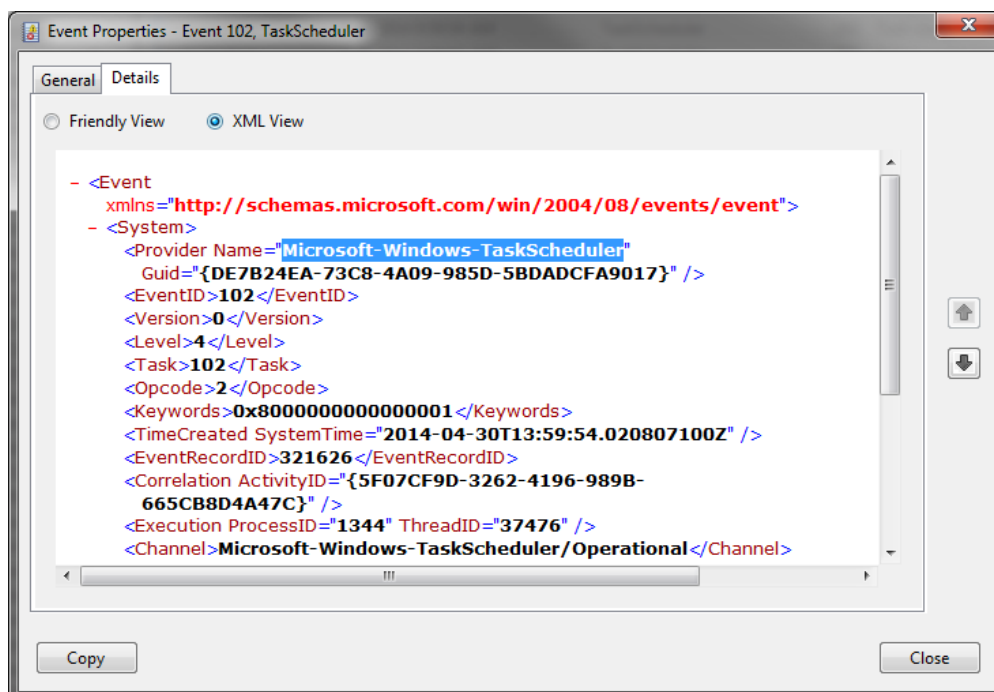 Event Properties - Event 102, TaskScheduler
X
General
Details
Friendly View
XML View
- <Event
xmlns="http://schemas.microsoft.com/win/2004/08/events/event">
- <System>
<Provider Name="Microsoft-Windows-TaskScheduler"
Guid="{DE7B24EA-73C8-4A09-985D-5BDADCFA9017}" />
<EventID>102</EventID>
<Version>0</Version>
<Level>4</Level>
<Task>102</Task>
<Opcode>2</Opcode>
<Keywords>0x8000000000000001</Keywords>
<TimeCreated SystemTime="2014-04-30T13:59:54.020807100Z" />
<EventRecordID>321626</EventRecordID>
<Correlation ActivityID="{5F07CF9D-3262-4196-989B-
665CB8D4A47C}" />
<Execution ProcessID="1344" ThreadID="37476" />
<Channel>Microsoft-Windows-TaskScheduler/Operational</Channel>
Copy
Close